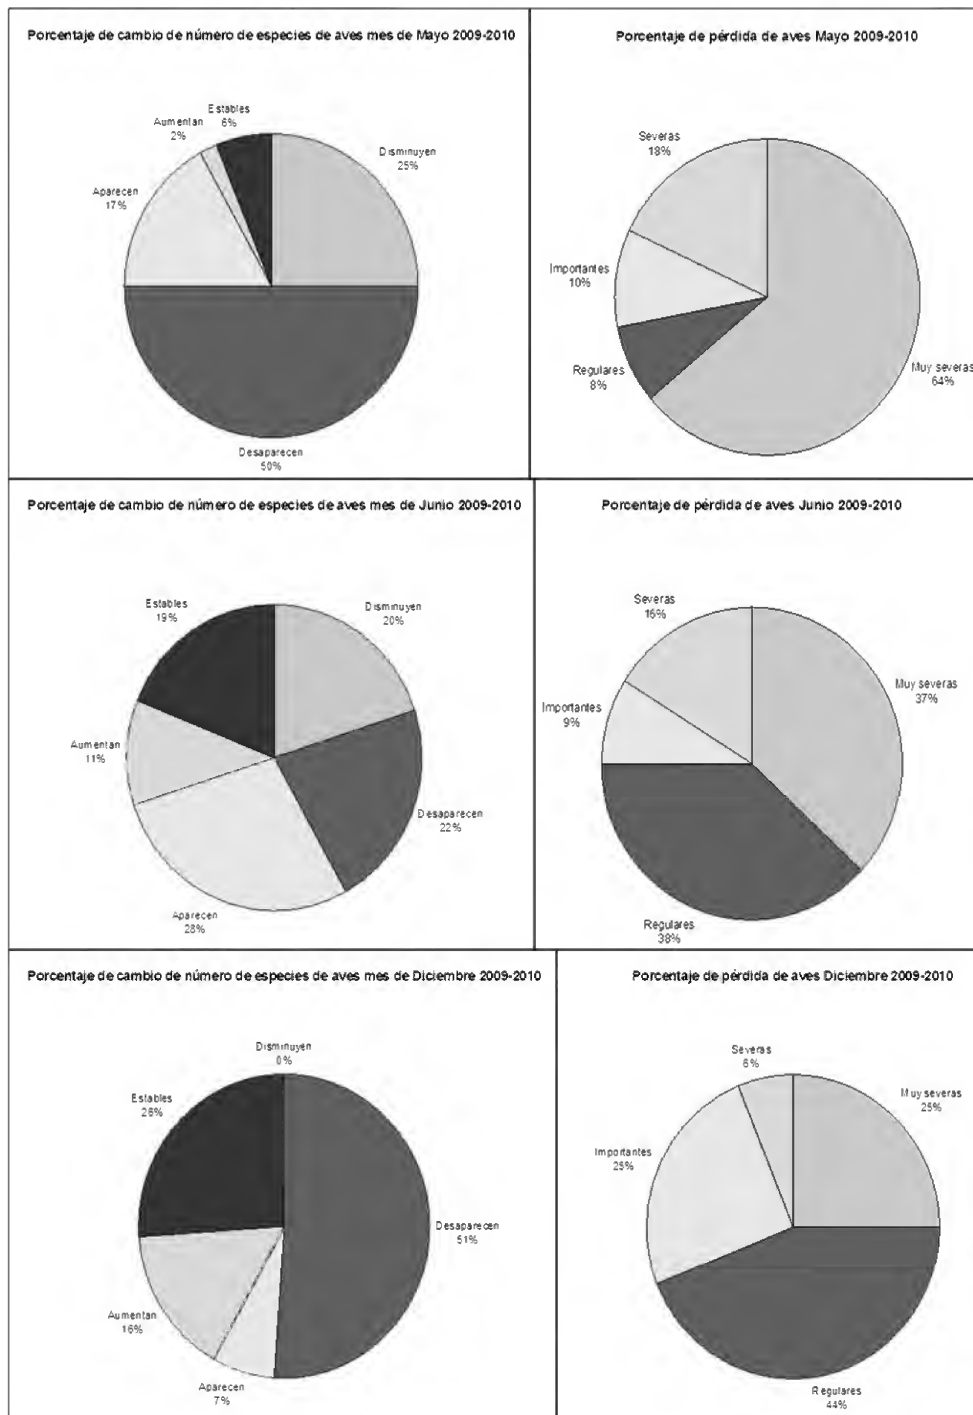 Porcentaje de cambio de número de especies de aves mes de Mayo 2009-2010
Estables
6%
Aumentan
2%
Disminuyen
25%
Aparecen
17%
Desaparecen
50%
Porcentaje de pérdida de aves Mayo 2009-2010
Severas
18%
Importantes
10%
Regulares
8%
Muy severas
64%
Porcentaje de cambio de número de especies de aves mes de Junio 2009-2010
Estables
19%
Disminuyen
20%
Aumentan
11%
Desaparecen
22%
Aparecen
28%
Porcentaje de pérdida de aves Junio 2009-2010
Severas
16%
Muy severas
37%
Importantes
9%
Regulares
38%
Porcentaje de cambio de número de especies de aves mes de Diciembre 2009-2010
Disminuyen
0%
Estables
26%
Desaparecen
51%
Aumentan
16%
Aparecen
7%
Porcentaje de pérdida de aves Diciembre 2009-2010
Severas
6%
Muy severas
25%
Importantes
25%
Regulares
44%